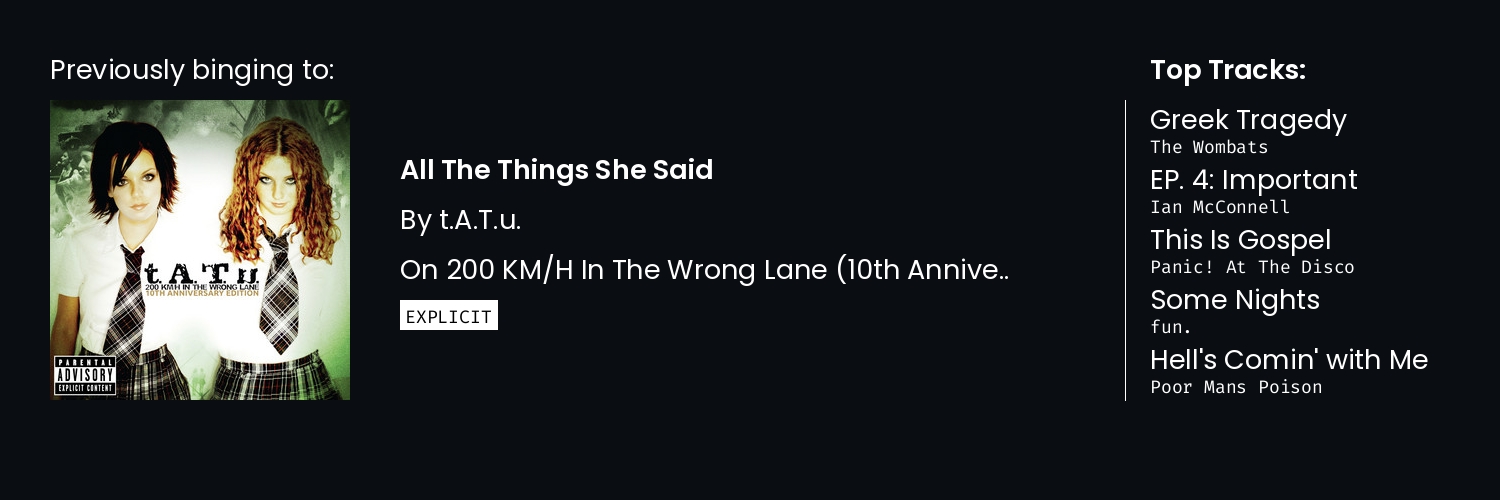 Previously binging to:
t.A.T.u.
200 KM/H IN THE WRONG LANE
10TH ANNIVERSARY EDITION
PARENTAL
ADVISORY
EXPLICIT CONTENT
All The Things She Said
By t.A.T.u.
On 200 KM/H In The Wrong Lane (10th Annive..
EXPLICIT
Top Tracks:
Greek Tragedy
The Wombats
EP. 4: Important
Ian McConnell
This Is Gospel
Panic! At The Disco
Some Nights
fun.
Hell's Comin' with Me
Poor Mans Poison